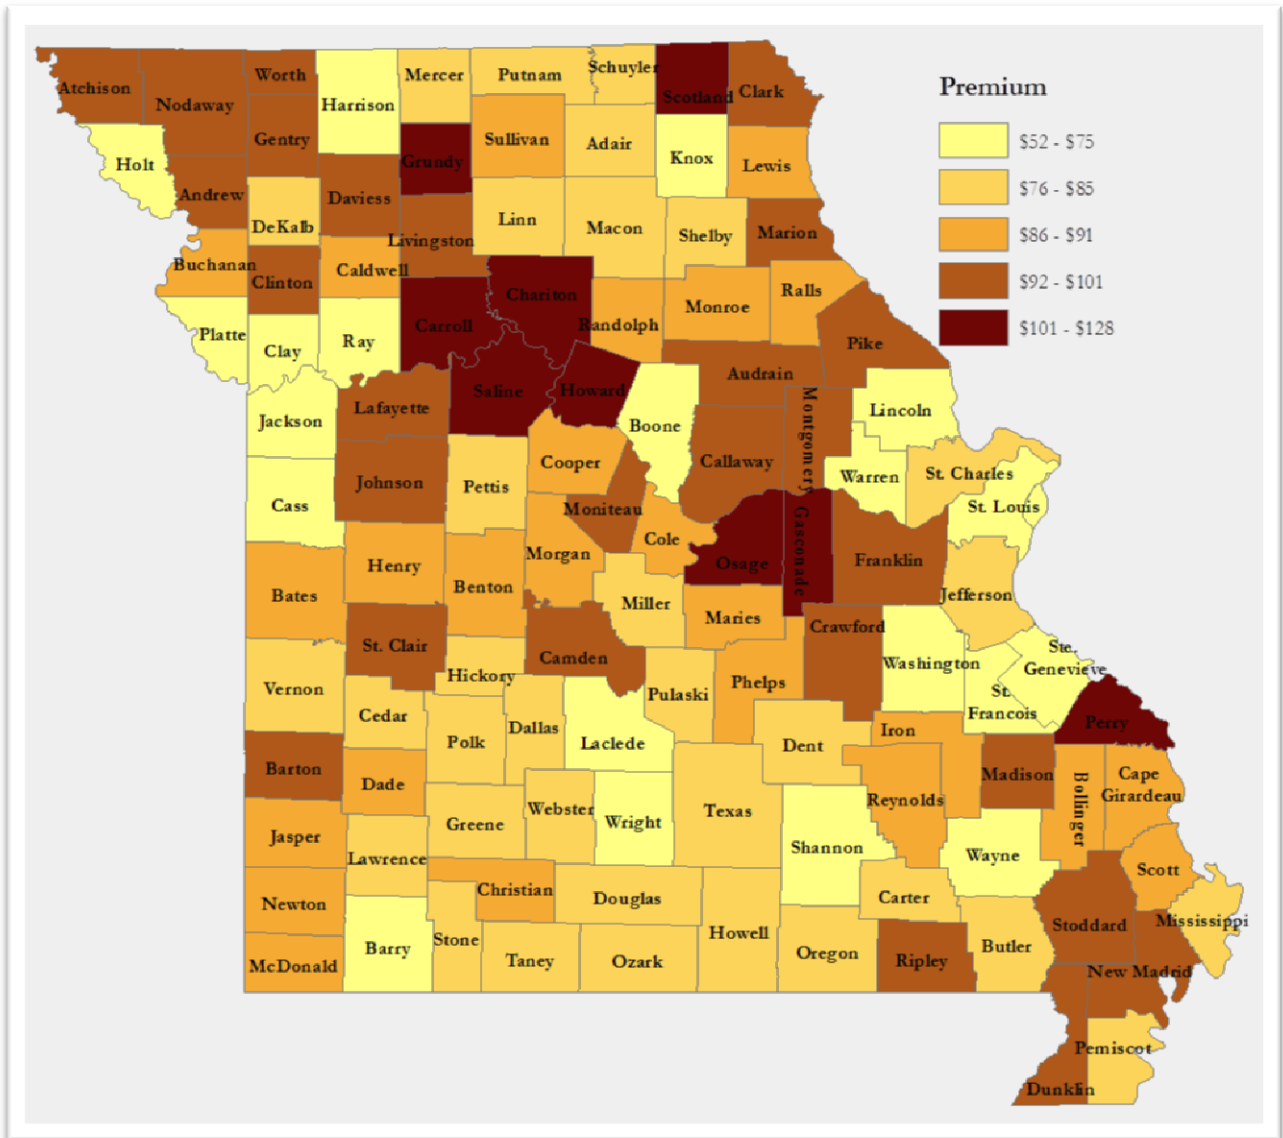 Premium
$52 - $75
$76 - $85
$86 - $91
$92 - $101
$101 - $128
Atchison
Nodaway
Worth
Harrison
Mercer
Putnam
Schuyler
Scotland
Clark
Holt
Gentry
Grundy
Sullivan
Adair
Knox
Lewis
Andrew
DeKalb
Daviess
Livingston
Linn
Macon
Shelby
Marion
Buchanan
Clinton
Caldwell
Chariton
Randolph
Monroe
Ralls
Platte
Clay
Ray
Carroll
Pike
Jackson
Lafayette
Saline
Howard
Boone
Audrain
Montgomery
Lincoln
Cass
Johnson
Pettis
Cooper
Moniteau
Callaway
Warren
St. Charles
St. Louis
Bates
Henry
Benton
Morgan
Cole
Osage
Gasconade
Franklin
Jefferson
St. Clair
Camden
Miller
Maries
Crawford
Washington
Ste.
Genevieve
Vernon
Cedar
Hickory
Pulaski
Phelps
St.
Francois
Perry
Polk
Dallas
Laclede
Dent
Iron
Barton
Dade
Madison
Bollinger
Cape
Girardeau
Jasper
Greene
Webster
Wright
Texas
Reynolds
Lawrence
Shannon
Wayne
Scott
Newton
Christian
Douglas
Carter
Stoddard
Mississippi
McDonald
Barry
Stone
Taney
Ozark
Howell
Oregon
Ripley
Butler
New Madrid
Pemiscot
Dunklin